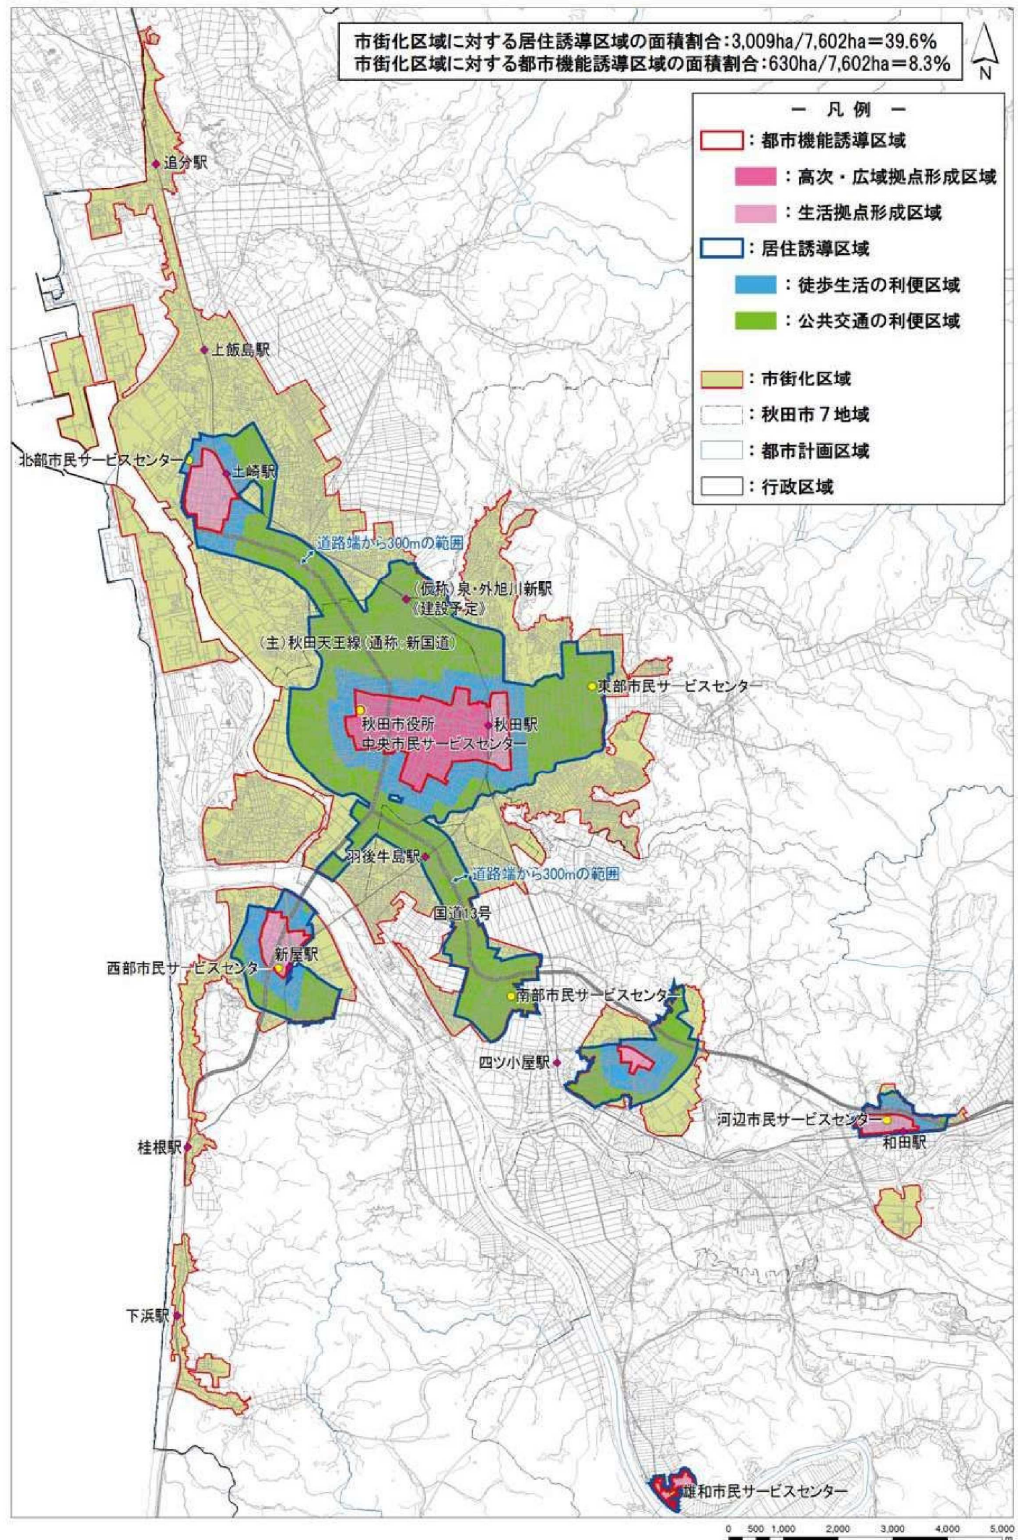 市街化区域に対する居住誘導区域の面積割合:3,009ha/7,602ha=39.6%
市街化区域に対する都市機能誘導区域の面積割合:630ha/7,602ha=8.3%
N
― 凡 例 ―
:都市機能誘導区域
:高次・広域拠点形成区域
:生活拠点形成区域
:居住誘導区域
:徒歩生活の利便区域
:公共交通の利便区域
:市街化区域
:秋田市7地域
:都市計画区域
:行政区域
追分駅
上飯島駅
北部市民サービスセンター
土崎駅
道路端から300mの範囲
(仮称)泉・外旭川新駅
《建設予定》
(主)秋田天王線(通称:新国道)
東部市民サービスセンター
秋田市役所
秋田駅
中央市民サービスセンター
羽後牛島駅
道路端から300mの範囲
国道13号
新屋駅
西部市民サービスセンター
南部市民サービスセンター
四ツ小屋駅
河辺市民サービスセンター
和田駅
桂根駅
下浜駅
雄和市民サービスセンター
0 500 1,000 2,000 3,000 4,000 5,000
m